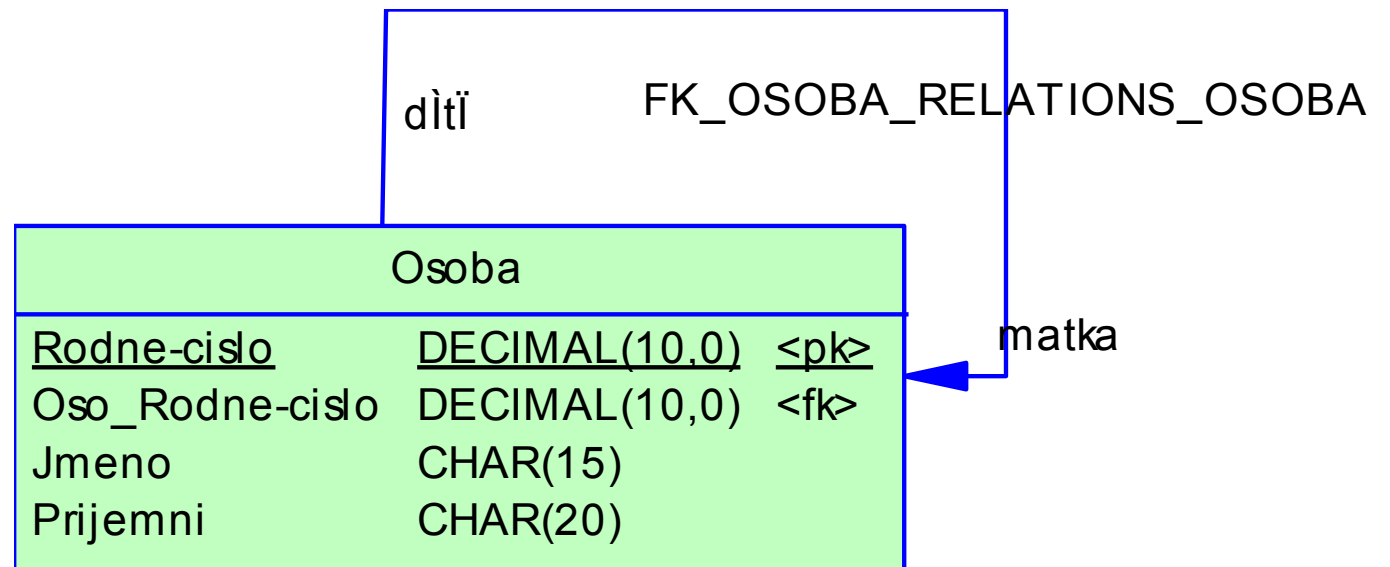 dÌtÏ FK_OSOBA_RELATIONS_OSOBA
Osoba
Rodne-cislo DECIMAL(10,0) <pk>
matka
Oso_Rodne-cislo DECIMAL(10,0) <fk>
Jmeno CHAR(15)
Prijemni CHAR(20)